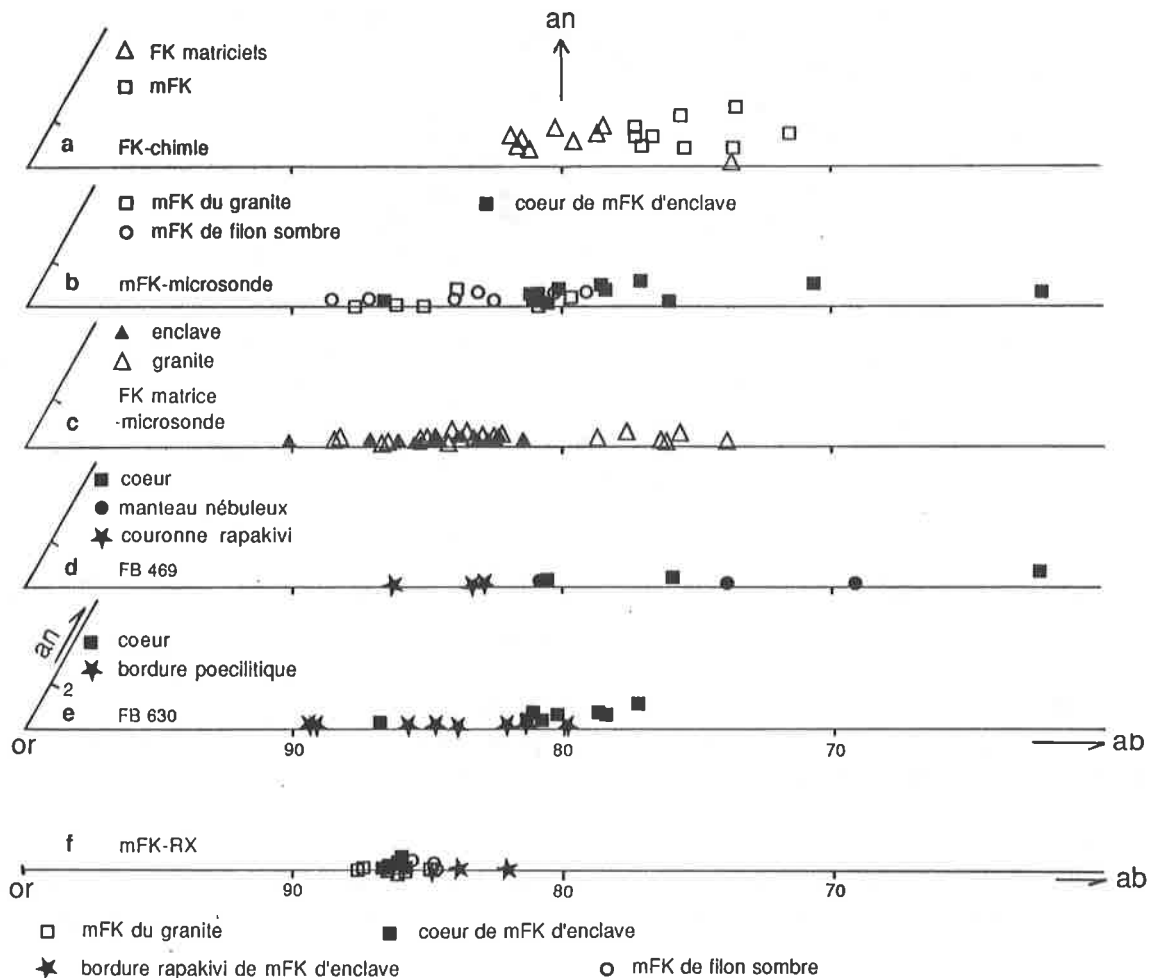 an
FK matriciels
mFK
a FK-chimie
mFK du granite
coeur de mFK d'enclave
mFK de filon sombre
b mFK-microsonde
enclave
granite
FK matrice
-microsonde
c
coeur
manteau nébuleux
couronne rapakivi
d FB 469
an
coeur
bordure poecilitique
2
e FB 630
or 90 80 70 ab
f mFK-RX
or 90 80 70 ab
mFK du granite
coeur de mFK d'enclave
bordure rapakivi de mFK d'enclave
mFK de filon sombre